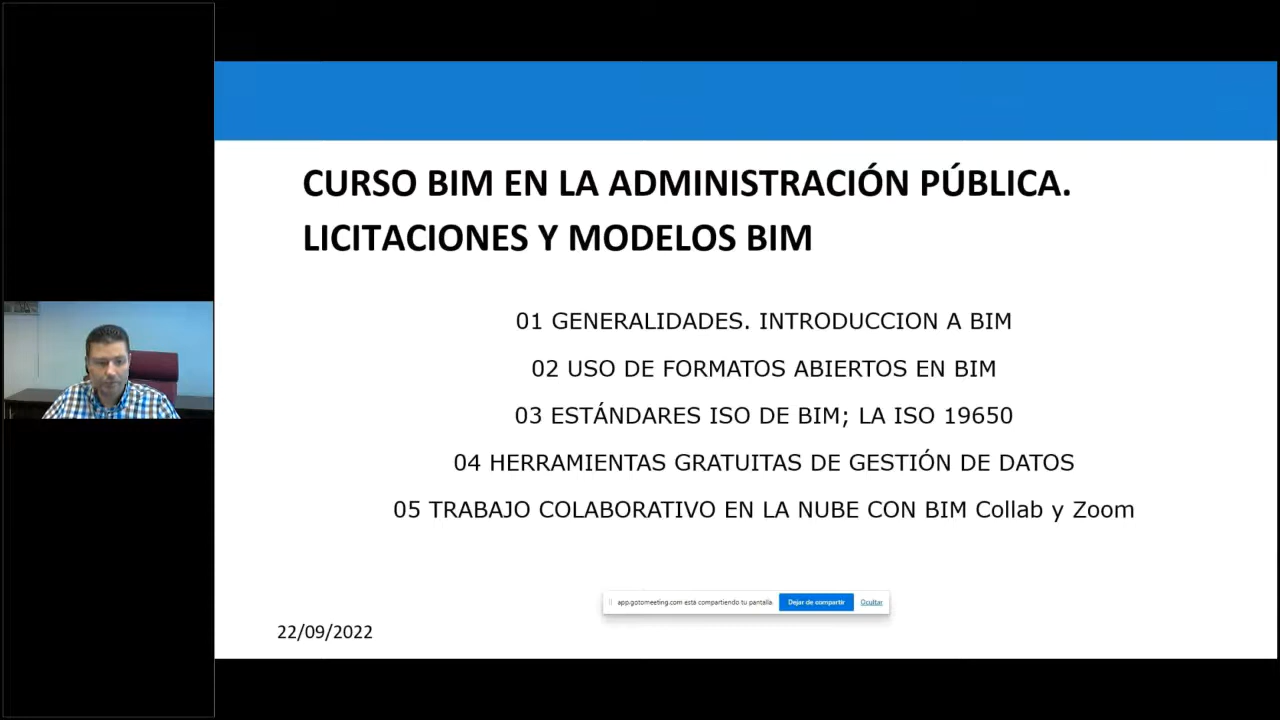 CURSO BIM EN LA ADMINISTRACIÓN PÚBLICA.
LICITACIONES Y MODELOS BIM
01 GENERALIDADES. INTRODUCCION A BIM
02 USO DE FORMATOS ABIERTOS EN BIM
03 ESTÁNDARES ISO DE BIM; LA ISO 19650
04 HERRAMIENTAS GRATUITAS DE GESTIÓN DE DATOS
05 TRABAJO COLABORATIVO EN LA NUBE CON BIM Collab y Zoom
app.gotomeeting.com está compartiendo tu pantalla. Dejar de compartir Ocultar
22/09/2022